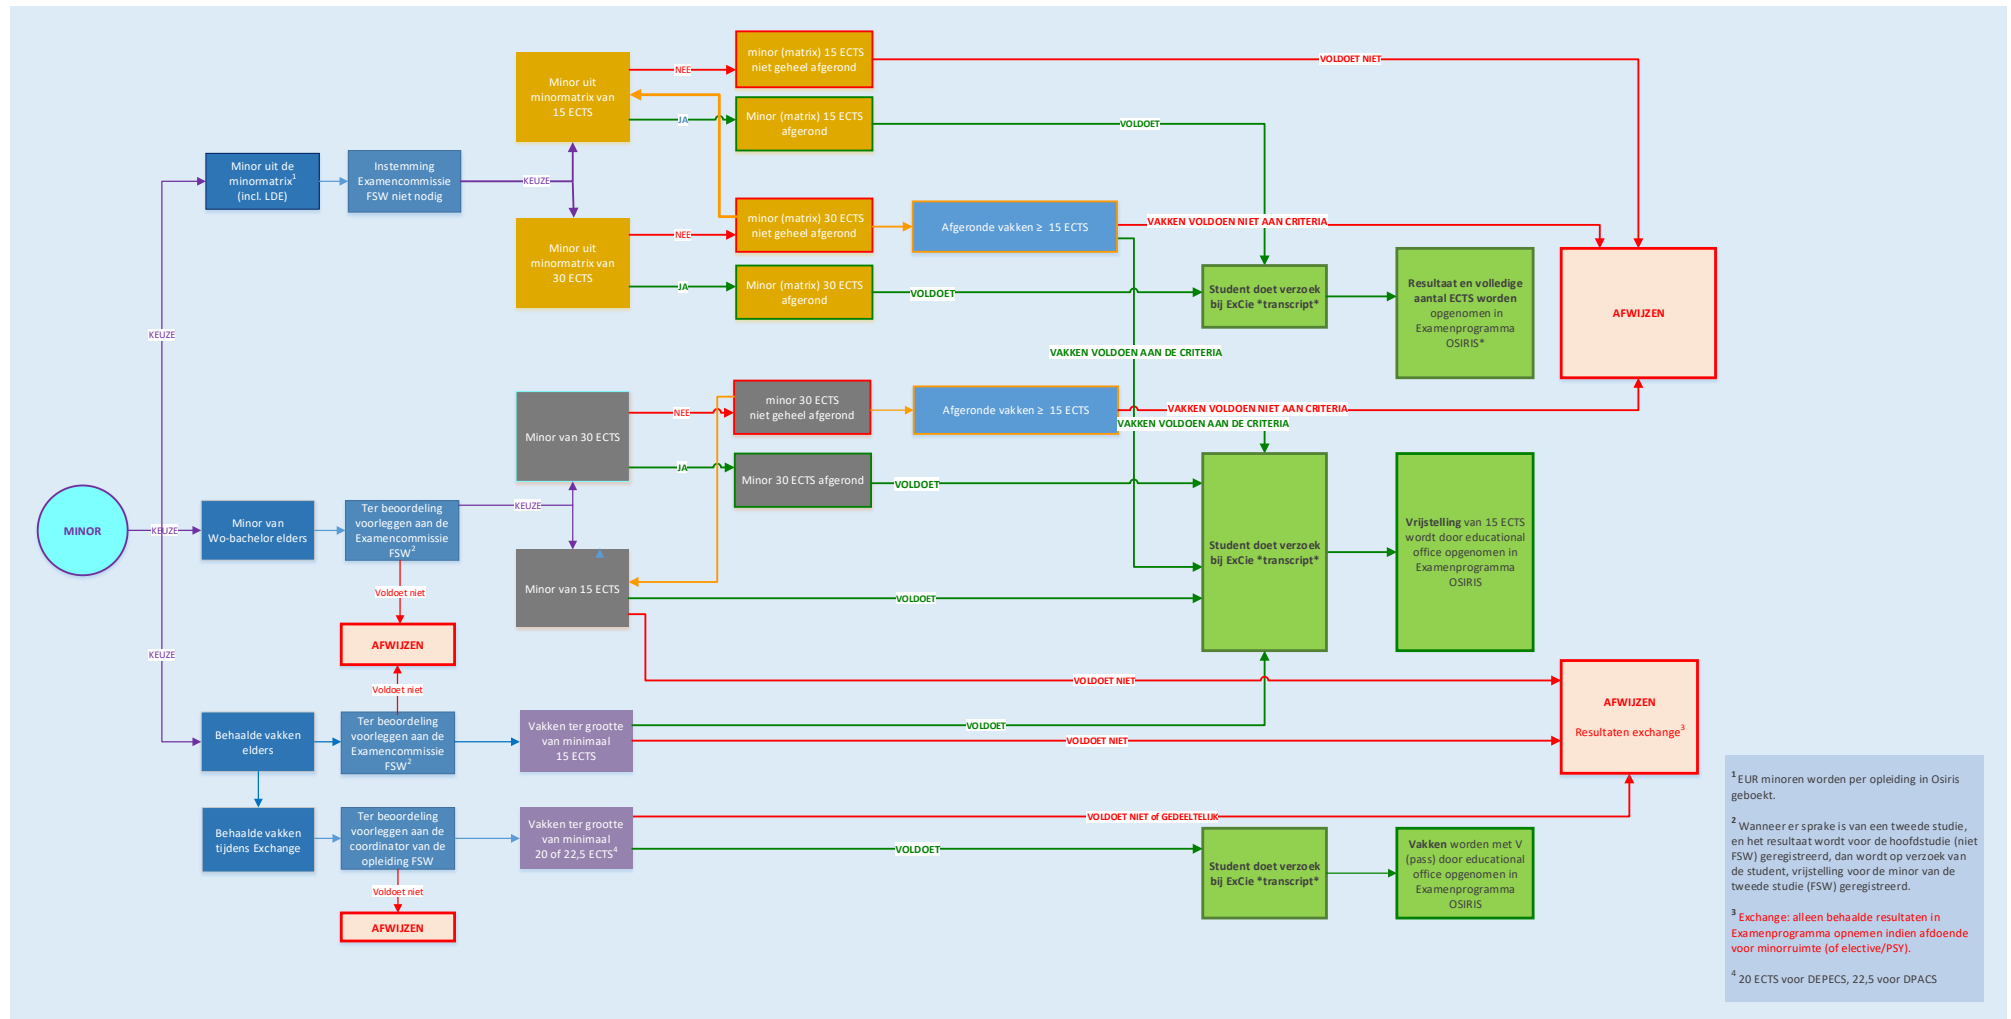 minor (matrix) 15 ECTS
niet geheel afgerond
VOLDOET NIET
NEE
Minor uit
minormatrix van
15 ECTS
JA
Minor (matrix) 15 ECTS
afgerond
VOLDOET
Minor uit de
minormatrix1
(incl. LDE)
Instemming
Examencommissie
FSW niet nodig
KEUZE
minor (matrix) 30 ECTS
niet geheel afgerond
NEE
Afgeronde vakken ≥ 15 ECTS
VAKKEN VOLDOEN NIET AAN CRITERIA
Minor uit
minormatrix van
30 ECTS
JA
Minor (matrix) 30 ECTS
afgerond
VOLDOET
Student doet verzoek
bij ExCie *transcript*
Resultaat en volledige
aantal ECTS worden
opgenomen in
Examenprogramma
OSIRIS*
AFWIJZEN
KEUZE
VAKKEN VOLDOEN AAN DE CRITERIA
minor 30 ECTS
niet geheel afgerond
NEE
Afgeronde vakken ≥ 15 ECTS
VAKKEN VOLDOEN NIET AAN CRITERIA
VAKKEN VOLDOEN AAN DE CRITERIA
Minor van 30 ECTS
JA
Minor 30 ECTS afgerond
VOLDOET
KEUZE
MINOR
KEUZE
Minor van
Wo-bachelor elders
Ter beoordeling
voorleggen aan de
Examencommissie
FSW2
Voldoet niet
Minor van 15 ECTS
VOLDOET
Student doet verzoek
bij ExCie *transcript*
Vrijstelling van 15 ECTS
wordt door educational
office opgenomen in
Examenprogramma
OSIRIS
AFWIJZEN
KEUZE
VOLDOET NIET
Voldoet niet
Behaalde vakken
elders
Ter beoordeling
voorleggen aan de
Examencommissie
FSW2
Vakken ter grootte
van minimaal
15 ECTS
VOLDOET
VOLDOET NIET
AFWIJZEN
Resultaten exchange3
Behaalde vakken
tijdens Exchange
Ter beoordeling
voorleggen aan de
coordinator van de
opleiding FSW
Vakken ter grootte
van minimaal
20 of 22,5 ECTS4
VOLDOET NIET of GEDEELTELIJK
VOLDOET
Student doet verzoek
bij ExCie *transcript*
Vakken worden met V
(pass) door educational
office opgenomen in
Examenprogramma
OSIRIS
Voldoet niet
AFWIJZEN
1 EUR minoren worden per opleiding in Osiris
geboekt.
2 Wanneer er sprake is van een tweede studie,
en het resultaat wordt voor de hoofdstudie (niet
FSW) geregistreerd, dan wordt op verzoek van
de student, vrijstelling voor de minor van de
tweede studie (FSW) geregistreerd.
3 Exchange: alleen behaalde resultaten in
Examenprogramma opnemen indien afdoende
voor minorruimte (of elective/PSY).
4 20 ECTS voor DEPECS, 22,5 voor DPACS